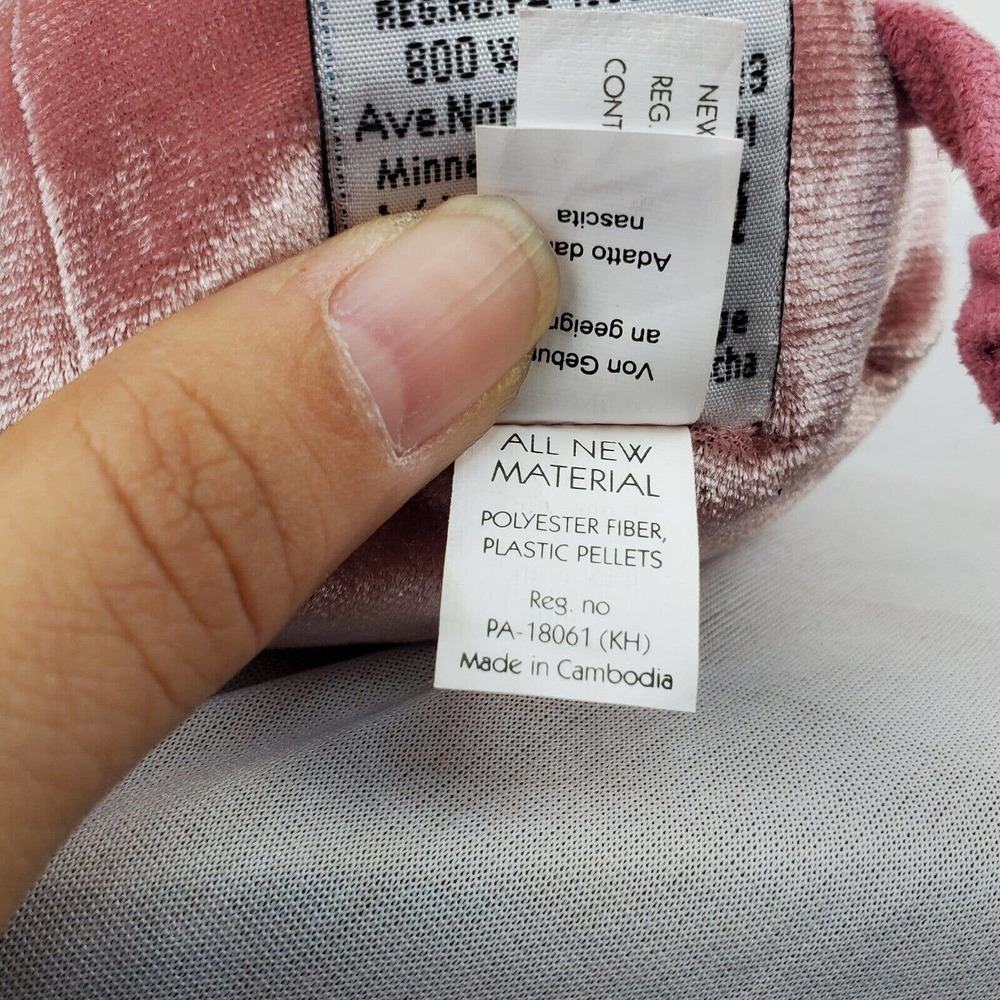 800
Ave.Nor
Minne
NEW
REG.
CONT
Von Gebu
an geeign
Adatto da
nascita
ALL NEW
MATERIAL
POLYESTER FIBER,
PLASTIC PELLETS
Reg. no
PA-18061 (KH)
Made in Cambodia